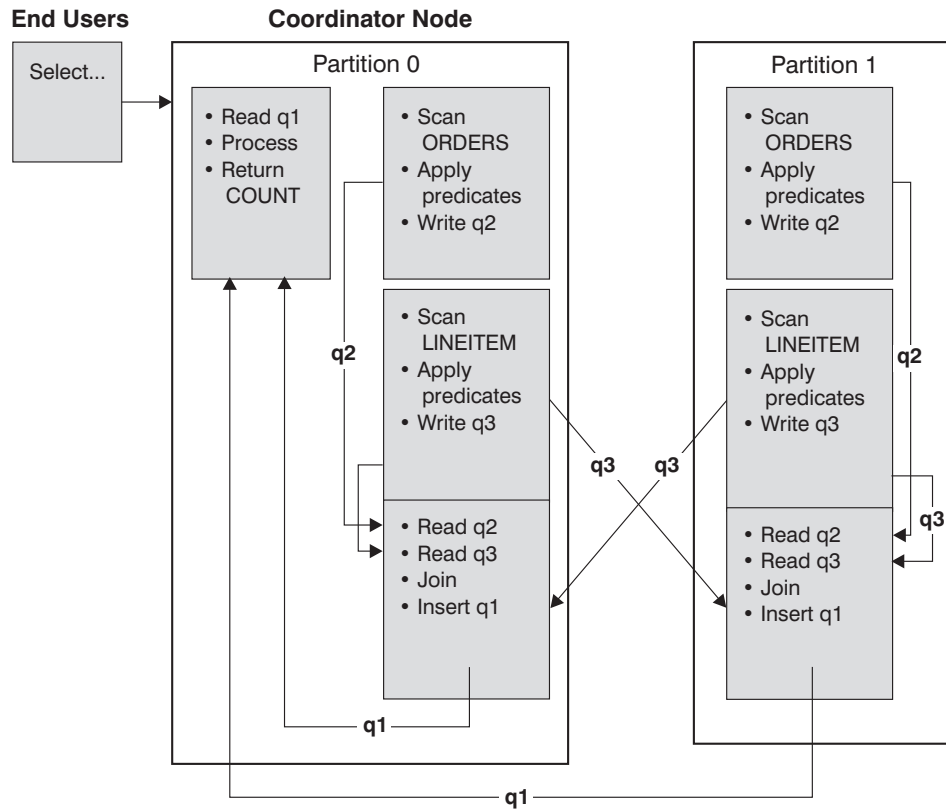 End Users
Coordinator Node
Partition 0
Partition 1
Select...
• Read q1
• Process
• Return
COUNT
• Scan
ORDERS
• Apply
predicates
• Write q2
• Scan
ORDERS
• Apply
predicates
• Write q2
q2
• Scan
LINEITEM
• Apply
predicates
• Write q3
• Scan
LINEITEM
• Apply
predicates
• Write q3
q2
q3
q3
q3
• Read q2
• Read q3
• Join
• Insert q1
• Read q2
• Read q3
• Join
• Insert q1
q1
q1